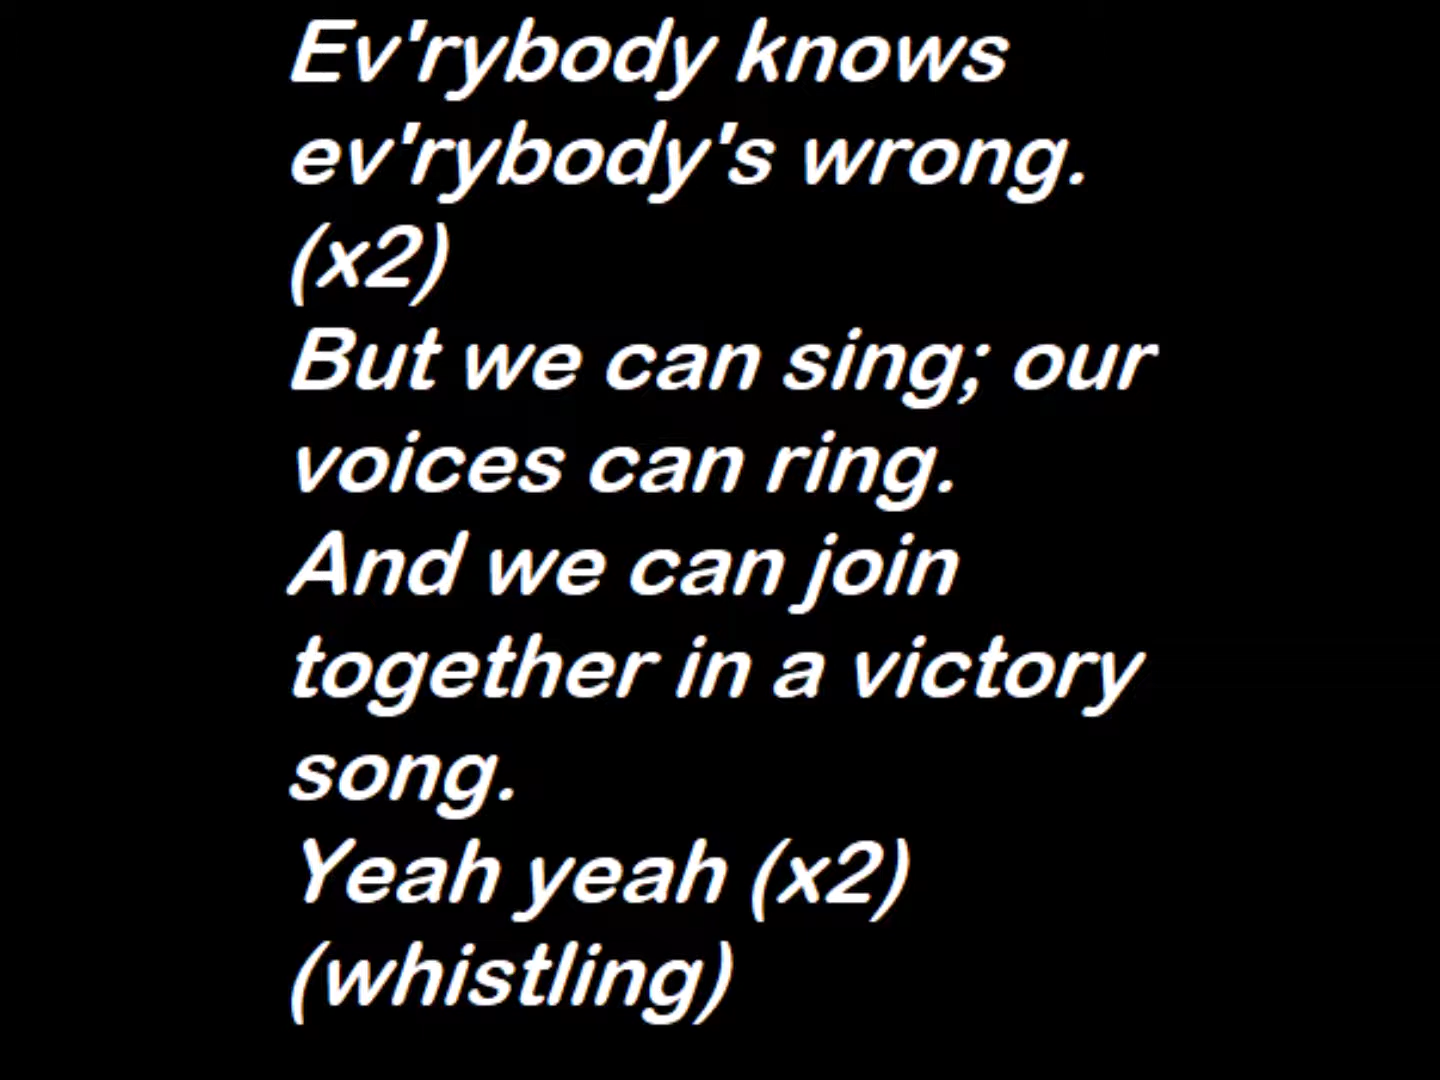 Ev'rybody knows
ev'rybody's wrong.
(x2)
But we can sing; our
voices can ring.
And we can join
together in a victory
song.
Yeah yeah (x2)
(whistling)